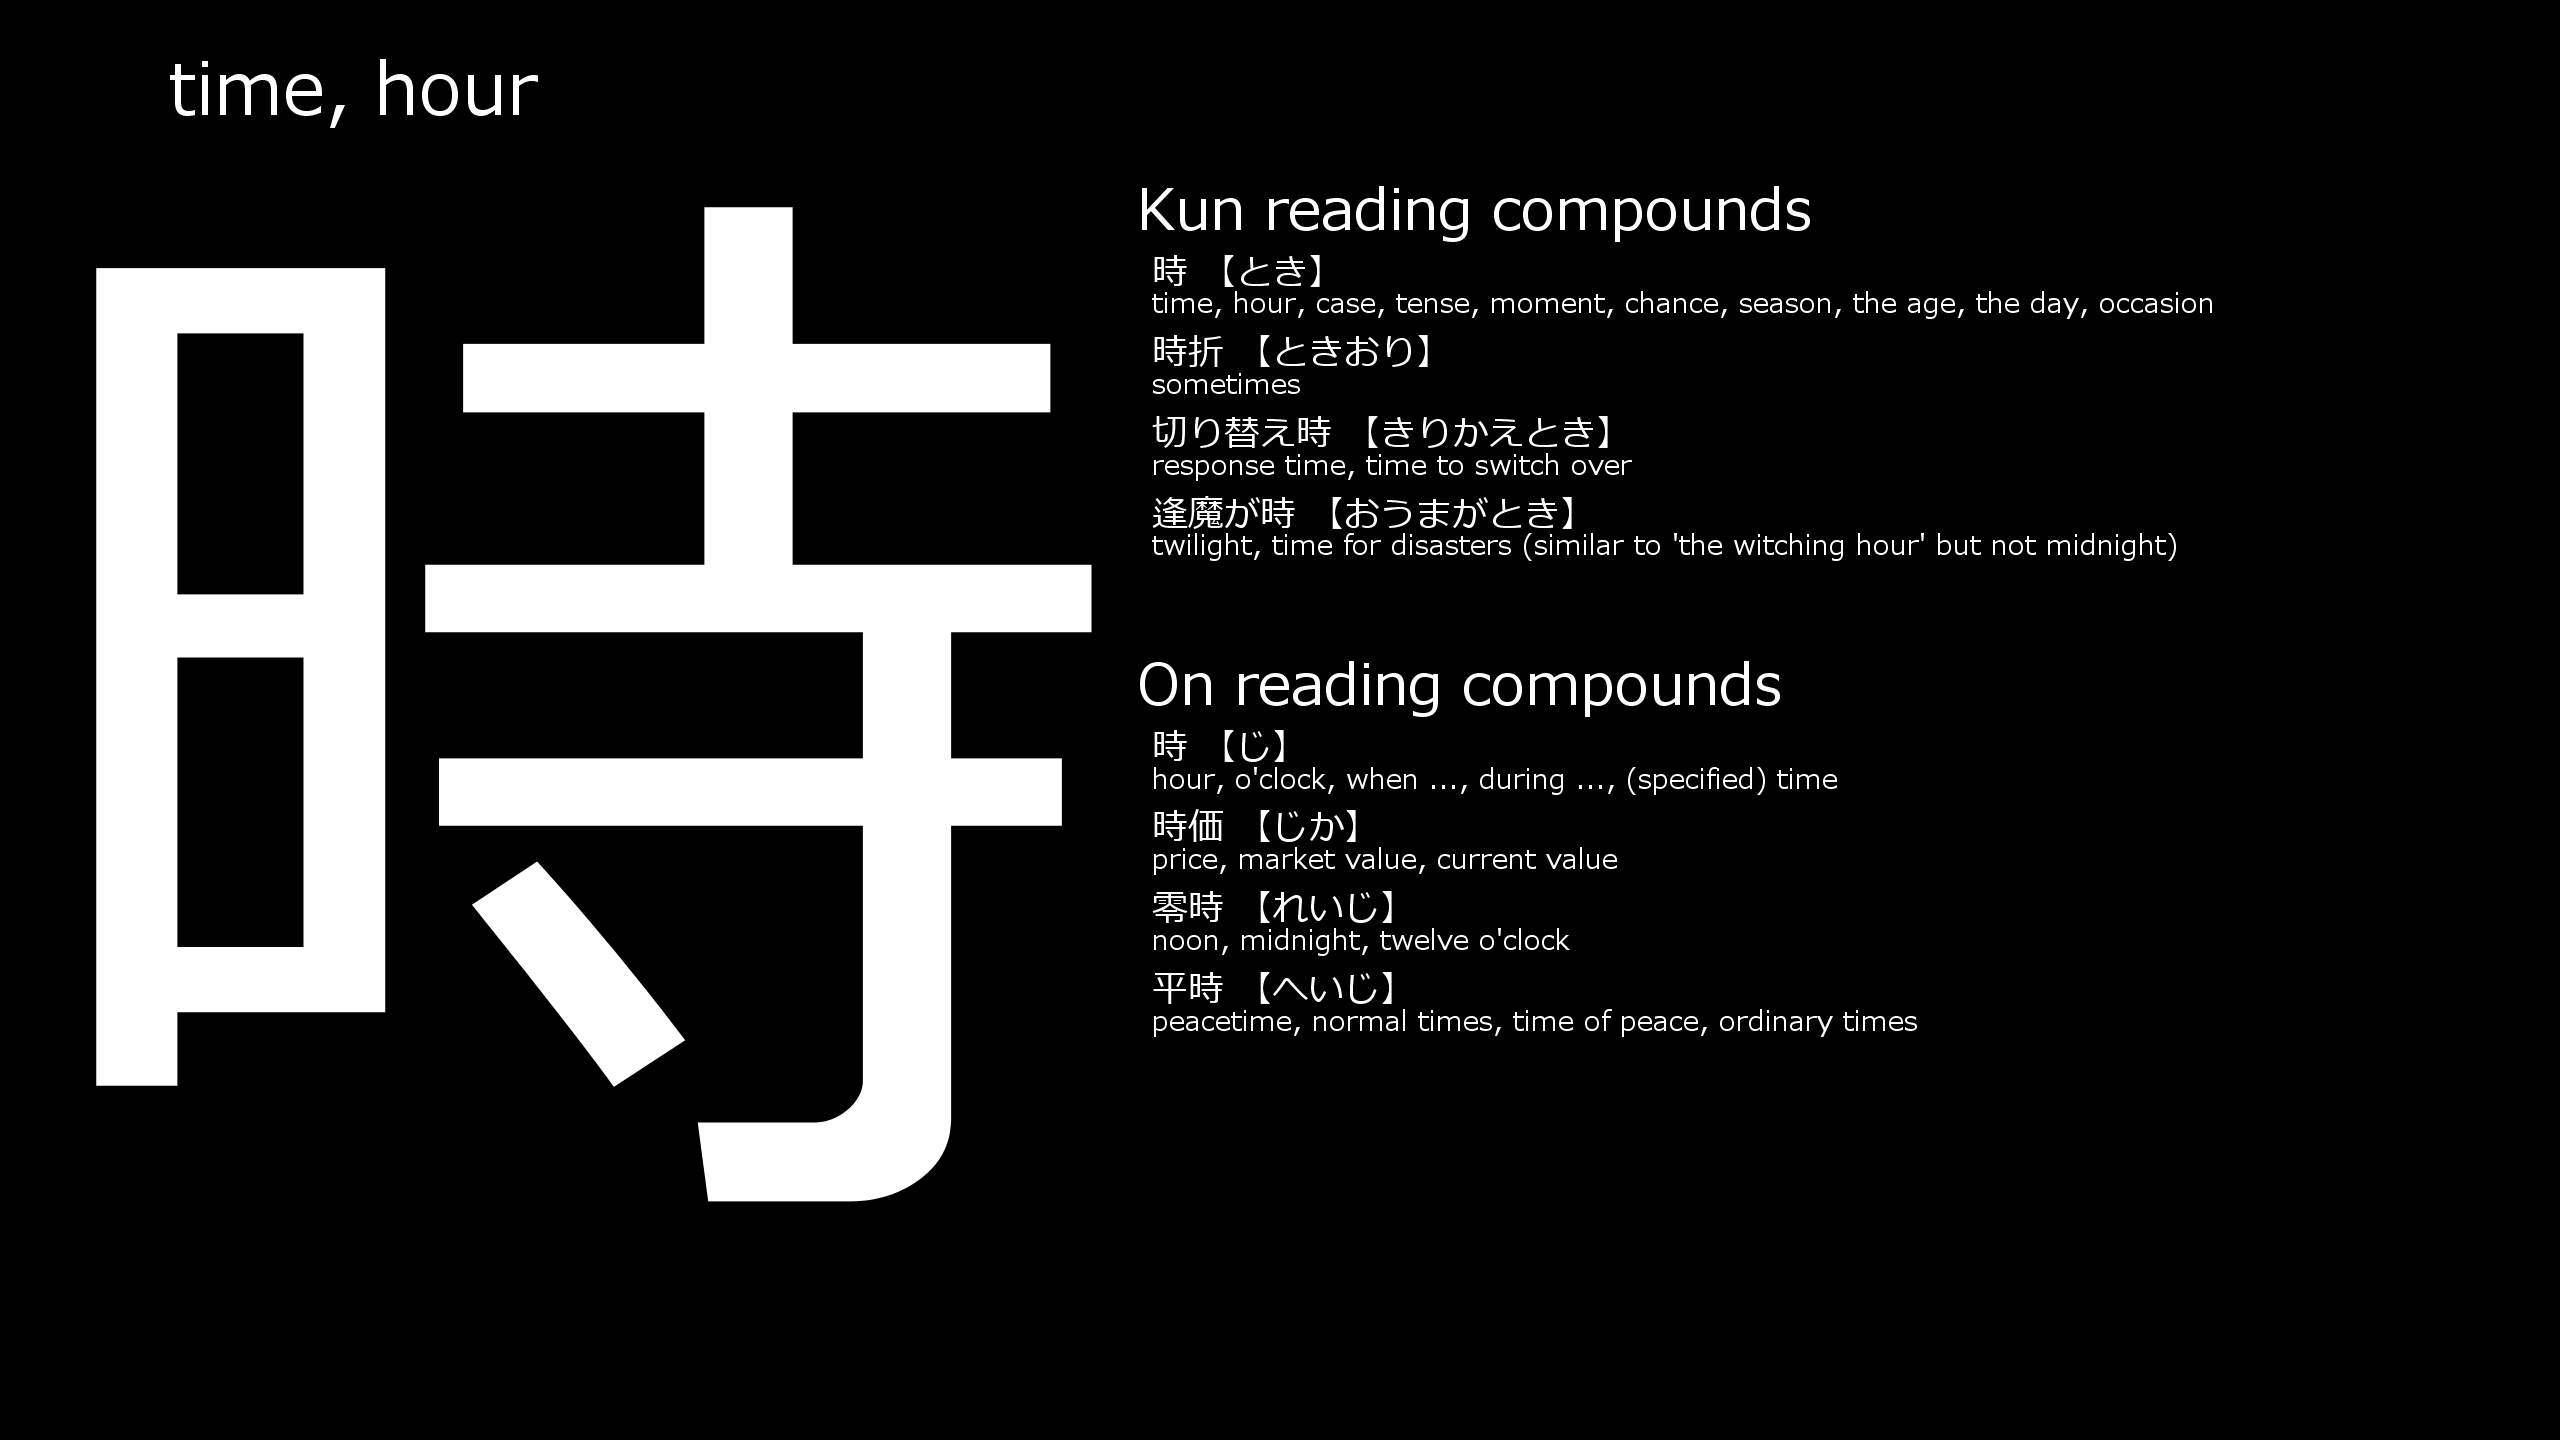 time, hour
時
Kun reading compounds
時 【とき】
time, hour, case, tense, moment, chance, season, the age, the day, occasion
時折 【ときおり】
sometimes
切り替え時 【きりかえとき】
response time, time to switch over
逢魔が時 【おうまがとき】
twilight, time for disasters (similar to 'the witching hour' but not midnight)
On reading compounds
時 【じ】
hour, o'clock, when ..., during ..., (specified) time
時価 【じか】
price, market value, current value
零時 【れいじ】
noon, midnight, twelve o'clock
平時 【へいじ】
peacetime, normal times, time of peace, ordinary times